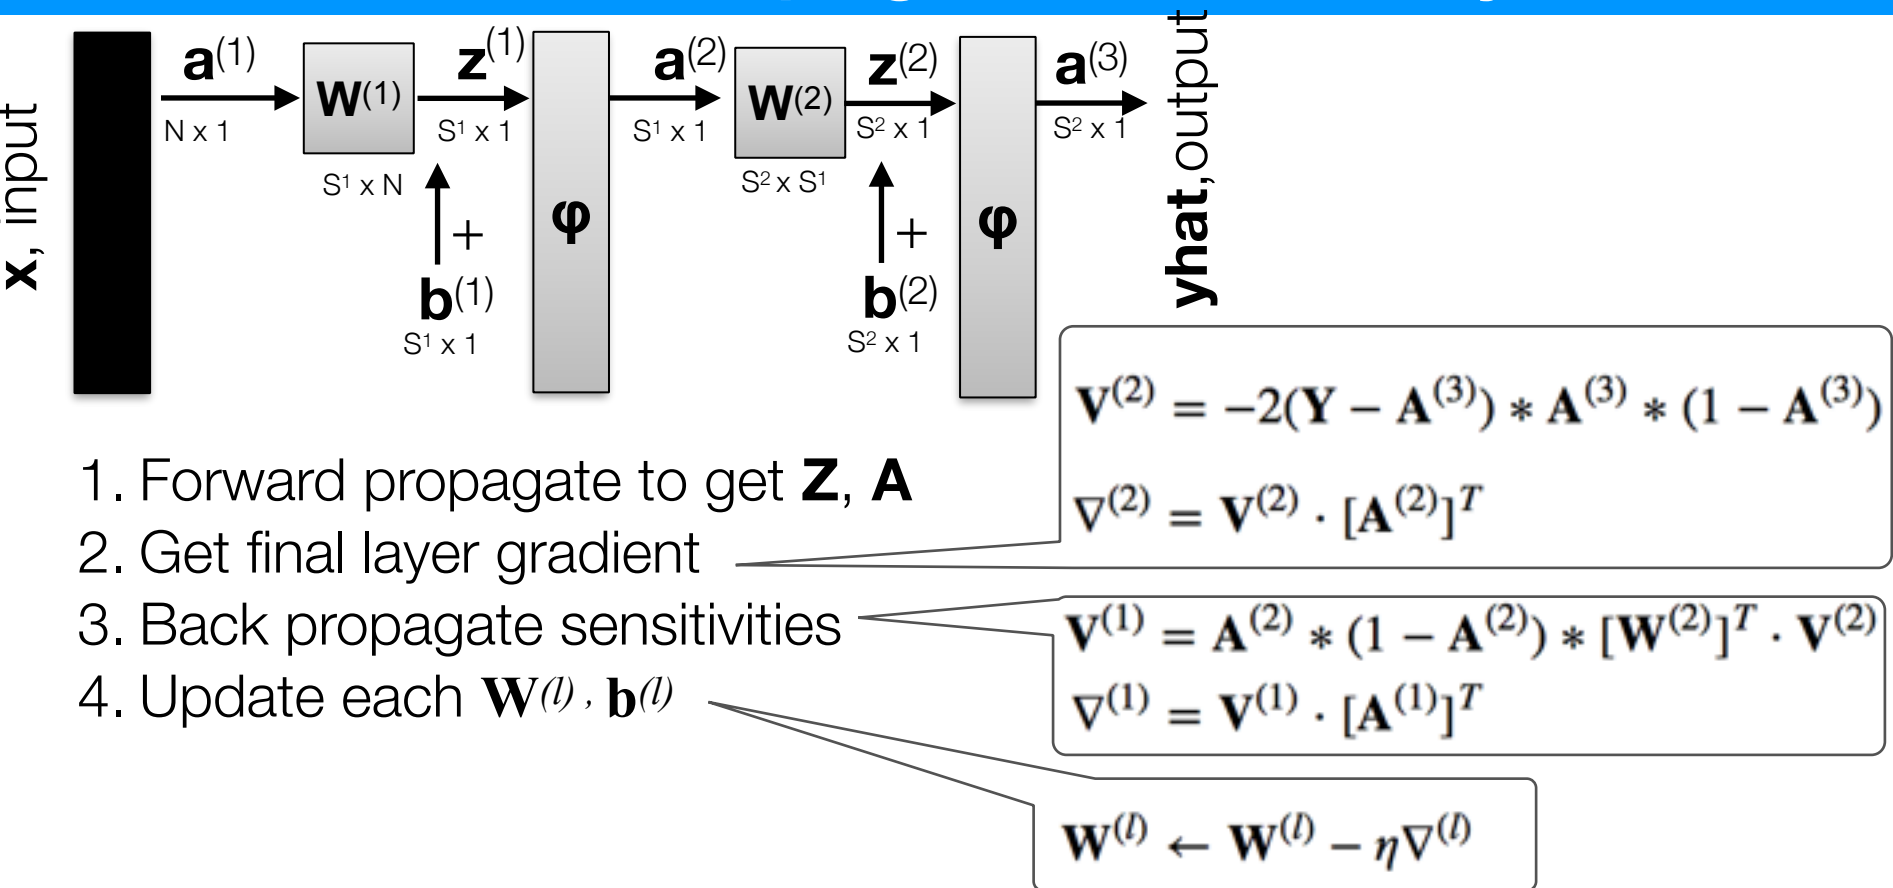 x, input
a(1)
N x 1
W(1)
S¹ x N
z(1)
S¹ x 1
+
b(1)
S¹ x 1
φ
a(2)
S¹ x 1
W(2)
S² x S¹
z(2)
S² x 1
+
b(2)
S² x 1
φ
a(3)
S² x 1
yhat, output
1. Forward propagate to get Z, A
2. Get final layer gradient
3. Back propagate sensitivities
4. Update each W(l), b(l)
V(2) = −2(Y − A(3)) * A(3) * (1 − A(3))
∇(2) = V(2) · [A(2)]ᵀ
V(1) = A(2) * (1 − A(2)) * [W(2)]ᵀ · V(2)
∇(1) = V(1) · [A(1)]ᵀ
W(l) ← W(l) − η∇(l)